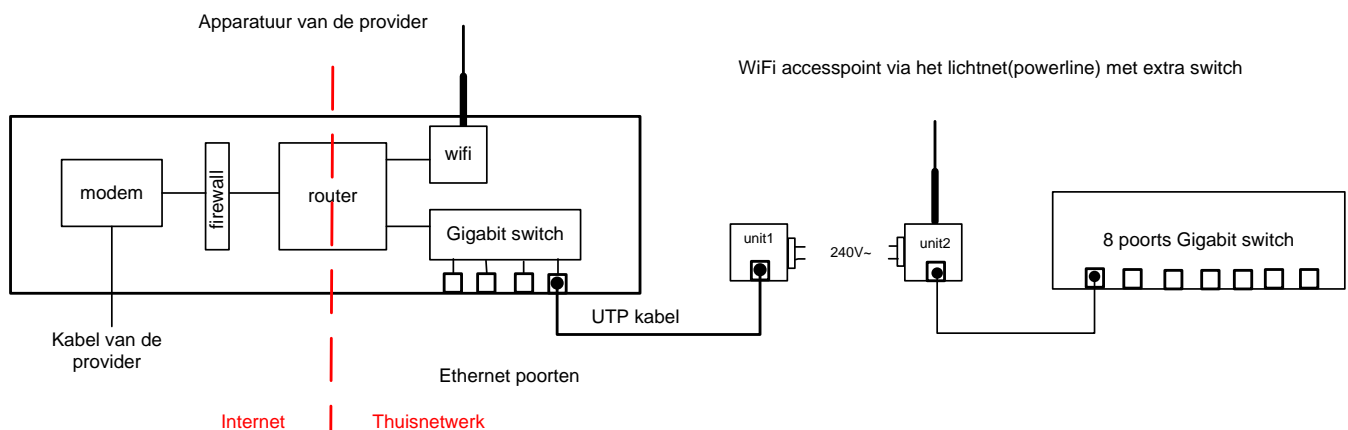 Apparatuur van de provider
WiFi accesspoint via het lichtnet(powerline) met extra switch
wifi
modem
firewall
router
Gigabit switch
unit1
240V~
unit2
8 poorts Gigabit switch
UTP kabel
Kabel van de
provider
Ethernet poorten
Internet
Thuisnetwerk